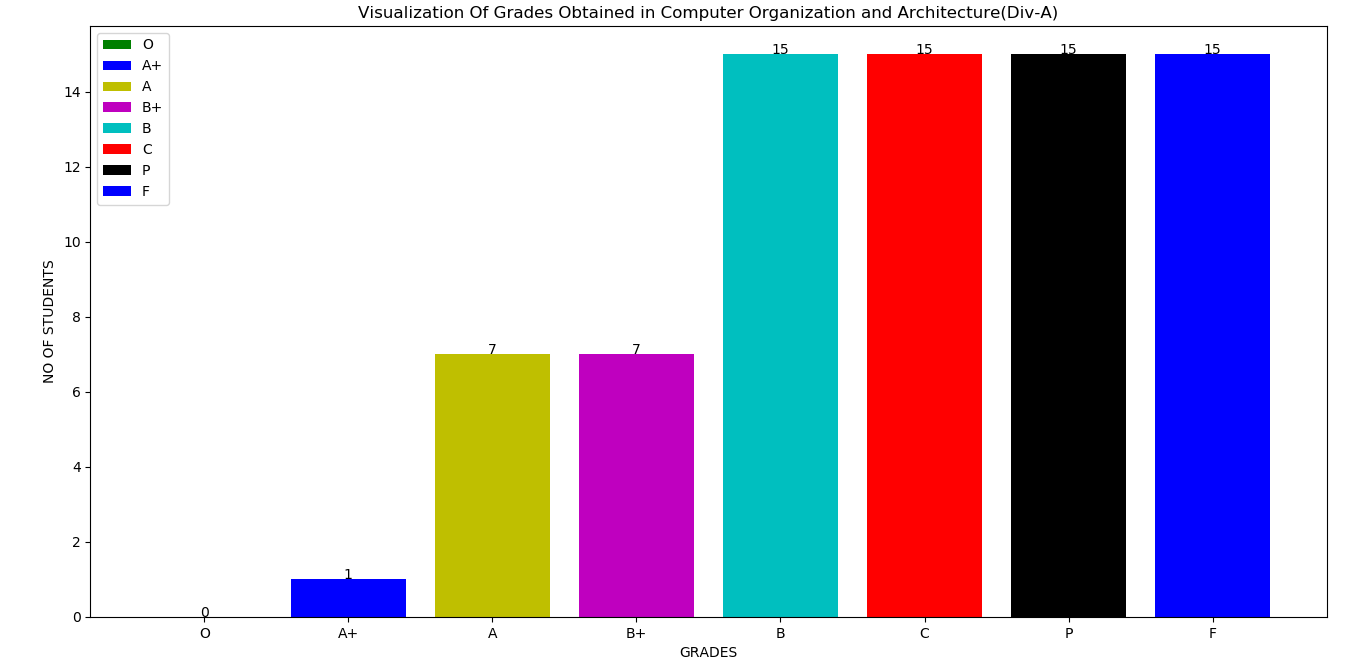 Visualization Of Grades Obtained in Computer Organization and Architecture(Div-A)
O
A+
A
B+
B
C
P
F
NO OF STUDENTS
14
12
10
8
6
4
2
0
0
1
7
7
15
15
15
15
O
A+
A
B+
B
C
P
F
GRADES